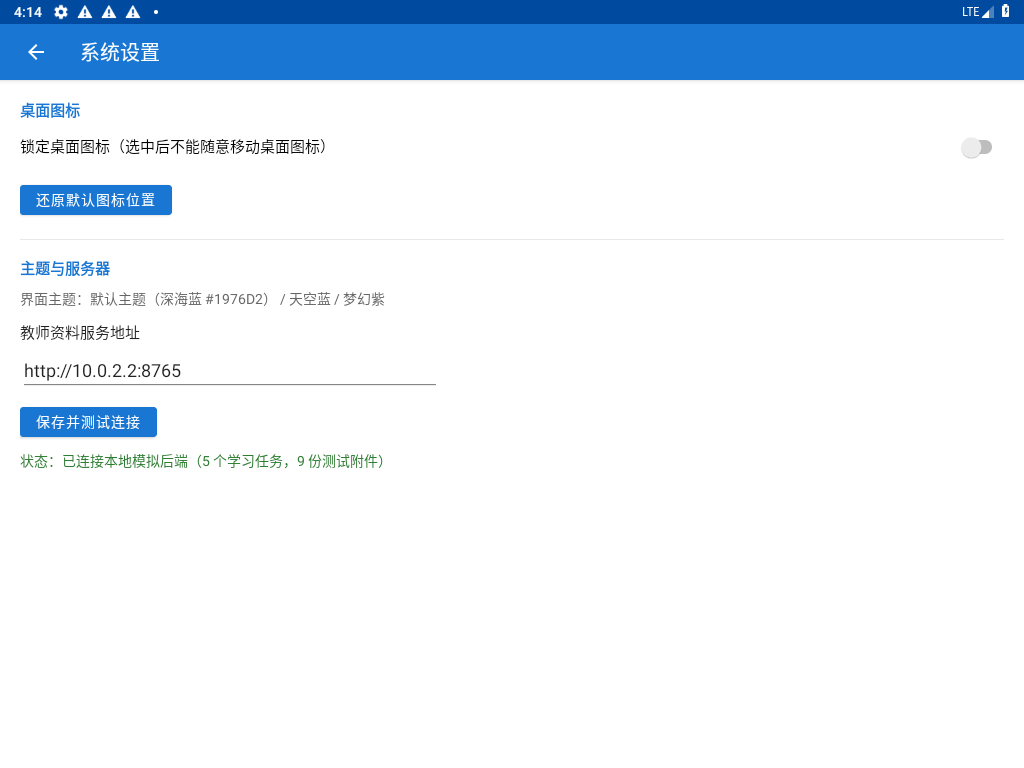 4:14
LTE
系统设置
桌面图标
锁定桌面图标（选中后不能随意移动桌面图标）
还原默认图标位置
主题与服务器
界面主题：默认主题（深海蓝 #1976D2） / 天空蓝 / 梦幻紫
教师资料服务地址
http://10.0.2.2:8765
保存并测试连接
状态：已连接本地模拟后端（5 个学习任务，9 份测试附件）